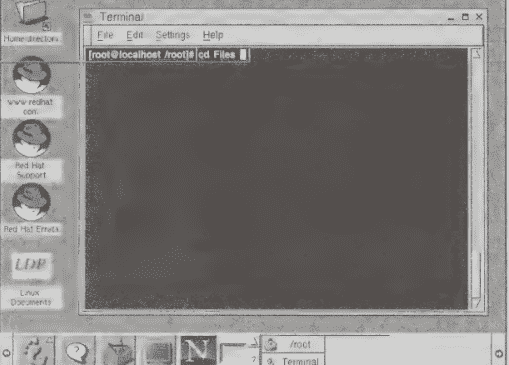 Home directory
www.redhat
com
Red Hat
Support
Red Hat Errata
LDP
Linux
Documents
Terminal
File Edit Settings Help
[root@localhost /root]# cd Files
N
/root
Terminal